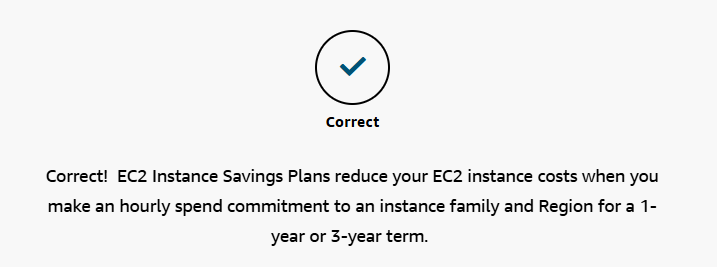 Correct
Correct!  EC2 Instance Savings Plans reduce your EC2 instance costs when you
make an hourly spend commitment to an instance family and Region for a 1-
year or 3-year term.